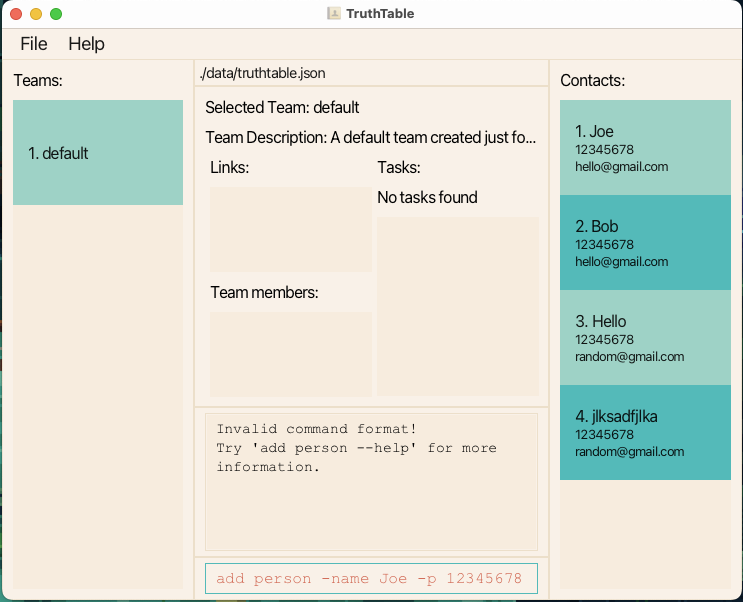 TruthTable
File Help
Teams:
1. default
./data/truthtable.json
Selected Team: default
Team Description: A default team created just fo...
Links:
Tasks:
No tasks found
Team members:
Invalid command format!
Try 'add person --help' for more
information.
add person -name Joe -p 12345678
Contacts:
1. Joe
12345678
hello@gmail.com
2. Bob
12345678
hello@gmail.com
3. Hello
12345678
random@gmail.com
4. jlksadfjlka
12345678
random@gmail.com